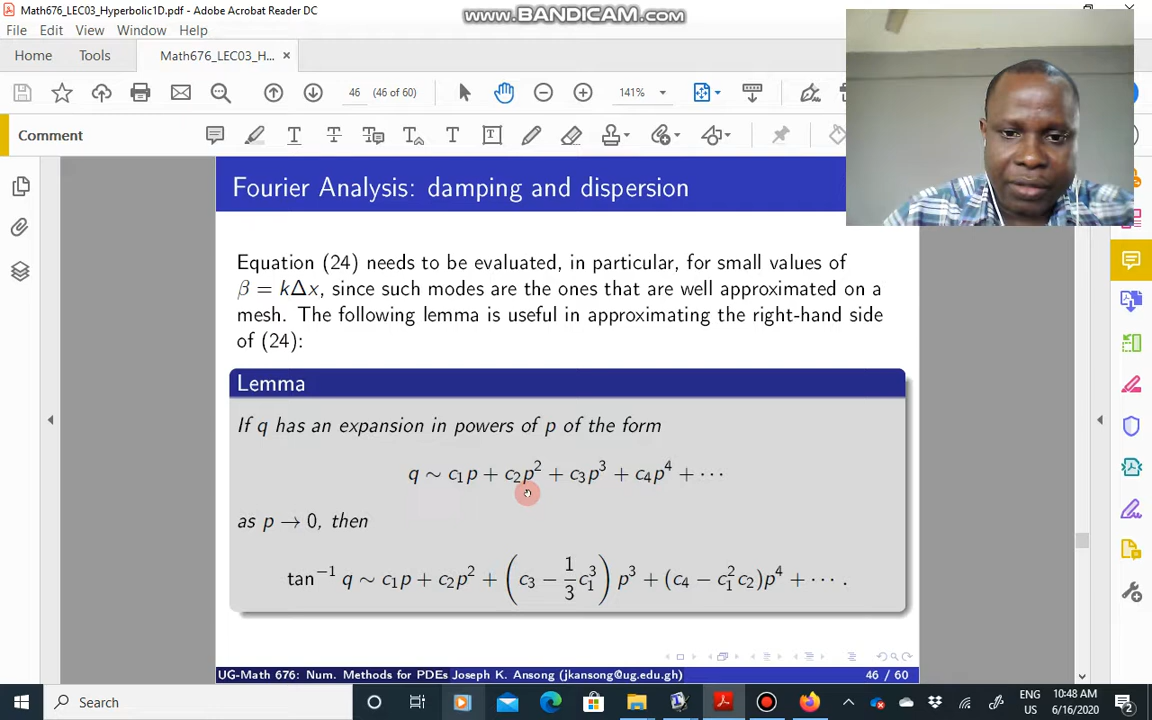 Math676_LEC03_Hyperbolic1D.pdf - Adobe Acrobat Reader DC
www.BANDICAM.com
File Edit View Window Help
Home Tools Math676_LEC03_H... ×
46 (46 of 60) 141%
Comment
Fourier Analysis: damping and dispersion
Equation (24) needs to be evaluated, in particular, for small values of
β = kΔx, since such modes are the ones that are well approximated on a
mesh. The following lemma is useful in approximating the right-hand side
of (24):
Lemma
If q has an expansion in powers of p of the form
q ∼ c₁p + c₂p² + c₃p³ + c₄p⁴ + ⋯
as p → 0, then
tan⁻¹ q ∼ c₁p + c₂p² + (c₃ − 1/3 c₁³) p³ + (c₄ − c₁²c₂)p⁴ + ⋯ .
UG-Math 676: Num. Methods for PDEs Joseph K. Ansong (jkansong@ug.edu.gh) 46 / 60
Search
ENG
US
10:48 AM
6/16/2020
2